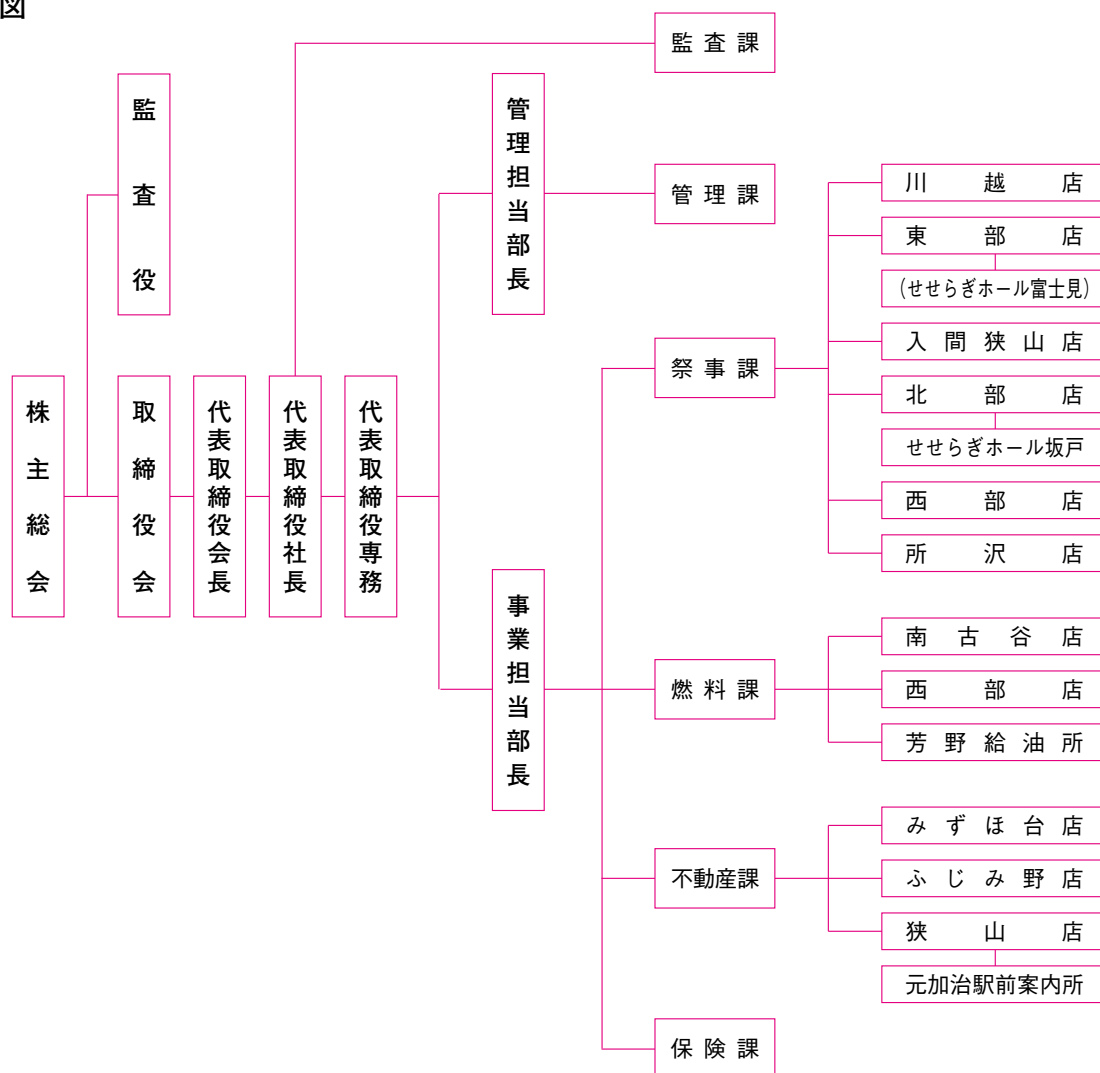 図
監査課
監査役
管理担当部長
管理課
川越店
東部店
(せせらぎホール富士見)
祭事課
入間狭山店
北部店
せせらぎホール坂戸
西部店
所沢店
株主総会
取締役会
代表取締役会長
代表取締役社長
代表取締役専務
事業担当部長
燃料課
南古谷店
西部店
芳野給油所
不動産課
みずほ台店
ふじみ野店
狭山店
元加治駅前案内所
保険課